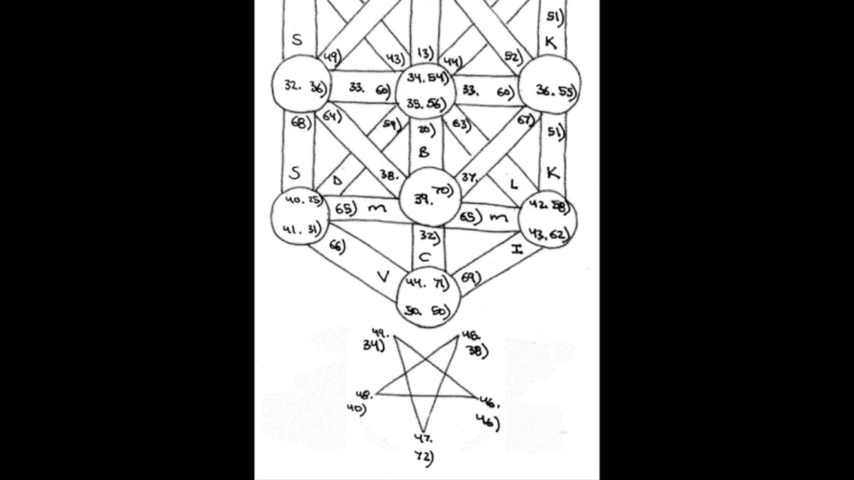 51)
S K
49) 43) 13) 44) 52)
32. 36) 33. 60) 34. 54) 33. 60) 36. 53)
35. 56)
68) 64) 59) 20) 63) 67) 51)
B
S D 38. 37. L K
40. 25) 65) m 39. 70) 65) m 42. 58)
41. 31) 43. 62)
66) 32) I.
V C 69)
44. 71)
50. 50)
49. 45.
34) 38)
48. 46.
40) 46)
47.
72)